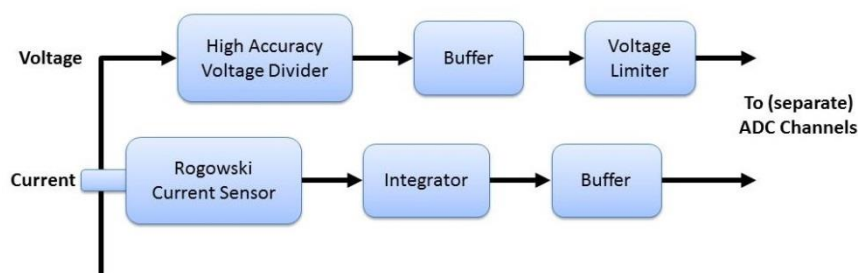 Voltage
High Accuracy
Voltage Divider
Buffer
Voltage
Limiter
To (separate)
ADC Channels
Current
Rogowski
Current Sensor
Integrator
Buffer